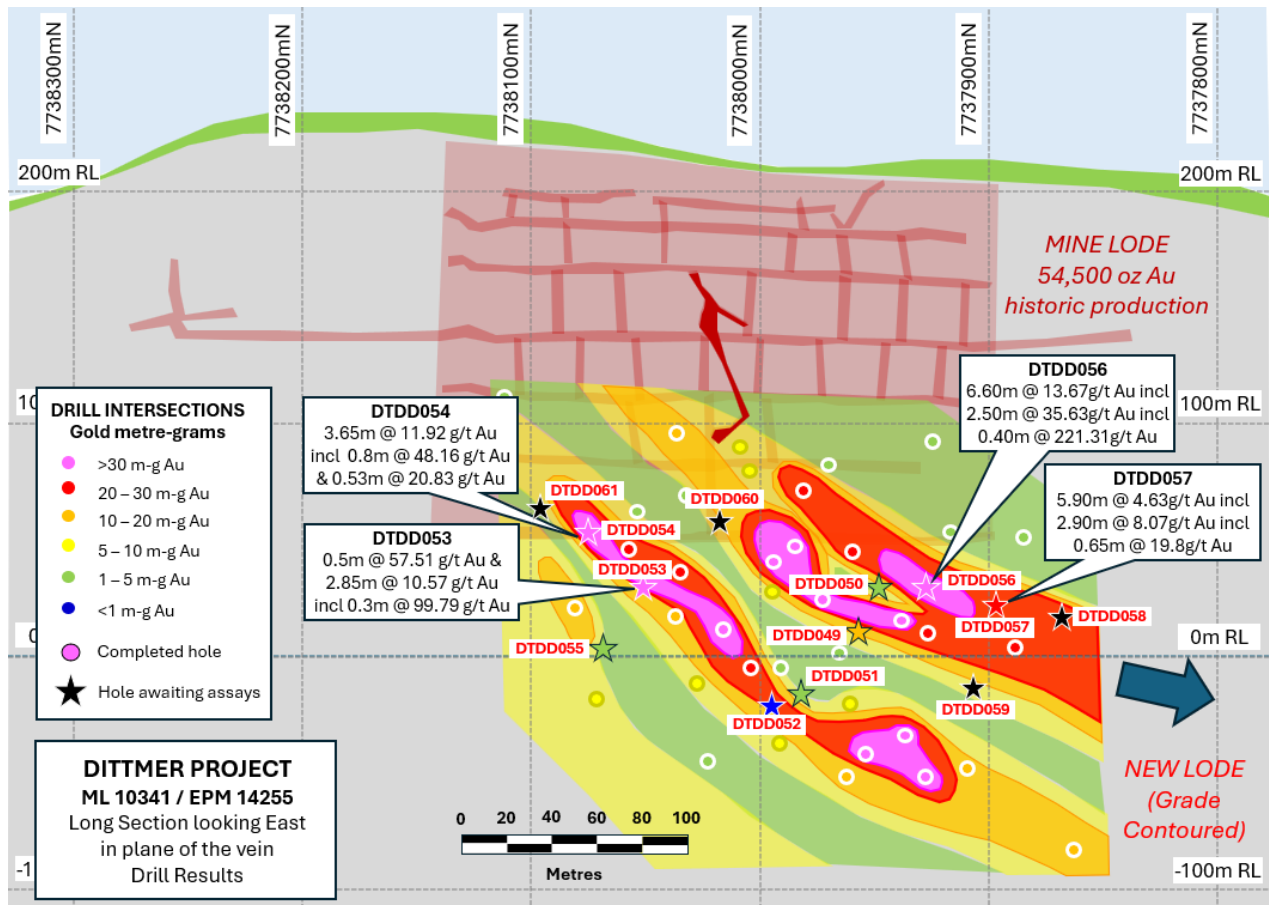 7738300mN
7738200mN
7738100mN
7738000mN
7737900mN
7737800mN
200m RL
200m RL
MINE LODE
54,500 oz Au
historic production
DTDD056
6.60m @ 13.67g/t Au incl
2.50m @ 35.63g/t Au incl
0.40m @ 221.31g/t Au
10
100m RL
DRILL INTERSECTIONS
Gold metre-grams
>30 m-g Au
20 – 30 m-g Au
10 – 20 m-g Au
5 – 10 m-g Au
1 – 5 m-g Au
<1 m-g Au
Completed hole
Hole awaiting assays
DTDD054
3.65m @ 11.92 g/t Au
incl 0.8m @ 48.16 g/t Au
& 0.53m @ 20.83 g/t Au
DTDD053
0.5m @ 57.51 g/t Au &
2.85m @ 10.57 g/t Au
incl 0.3m @ 99.79 g/t Au
DTDD057
5.90m @ 4.63g/t Au incl
2.90m @ 8.07g/t Au incl
0.65m @ 19.8g/t Au
DTDD061
DTDD060
DTDD054
DTDD053
DTDD050
DTDD056
DTDD057
DTDD058
DTDD049
0
0m RL
DTDD055
DTDD051
DTDD059
DTDD052
NEW LODE
(Grade
Contoured)
DITTMER PROJECT
ML 10341 / EPM 14255
Long Section looking East
in plane of the vein
Drill Results
0 20 40 60 80 100
Metres
-1
-100m RL